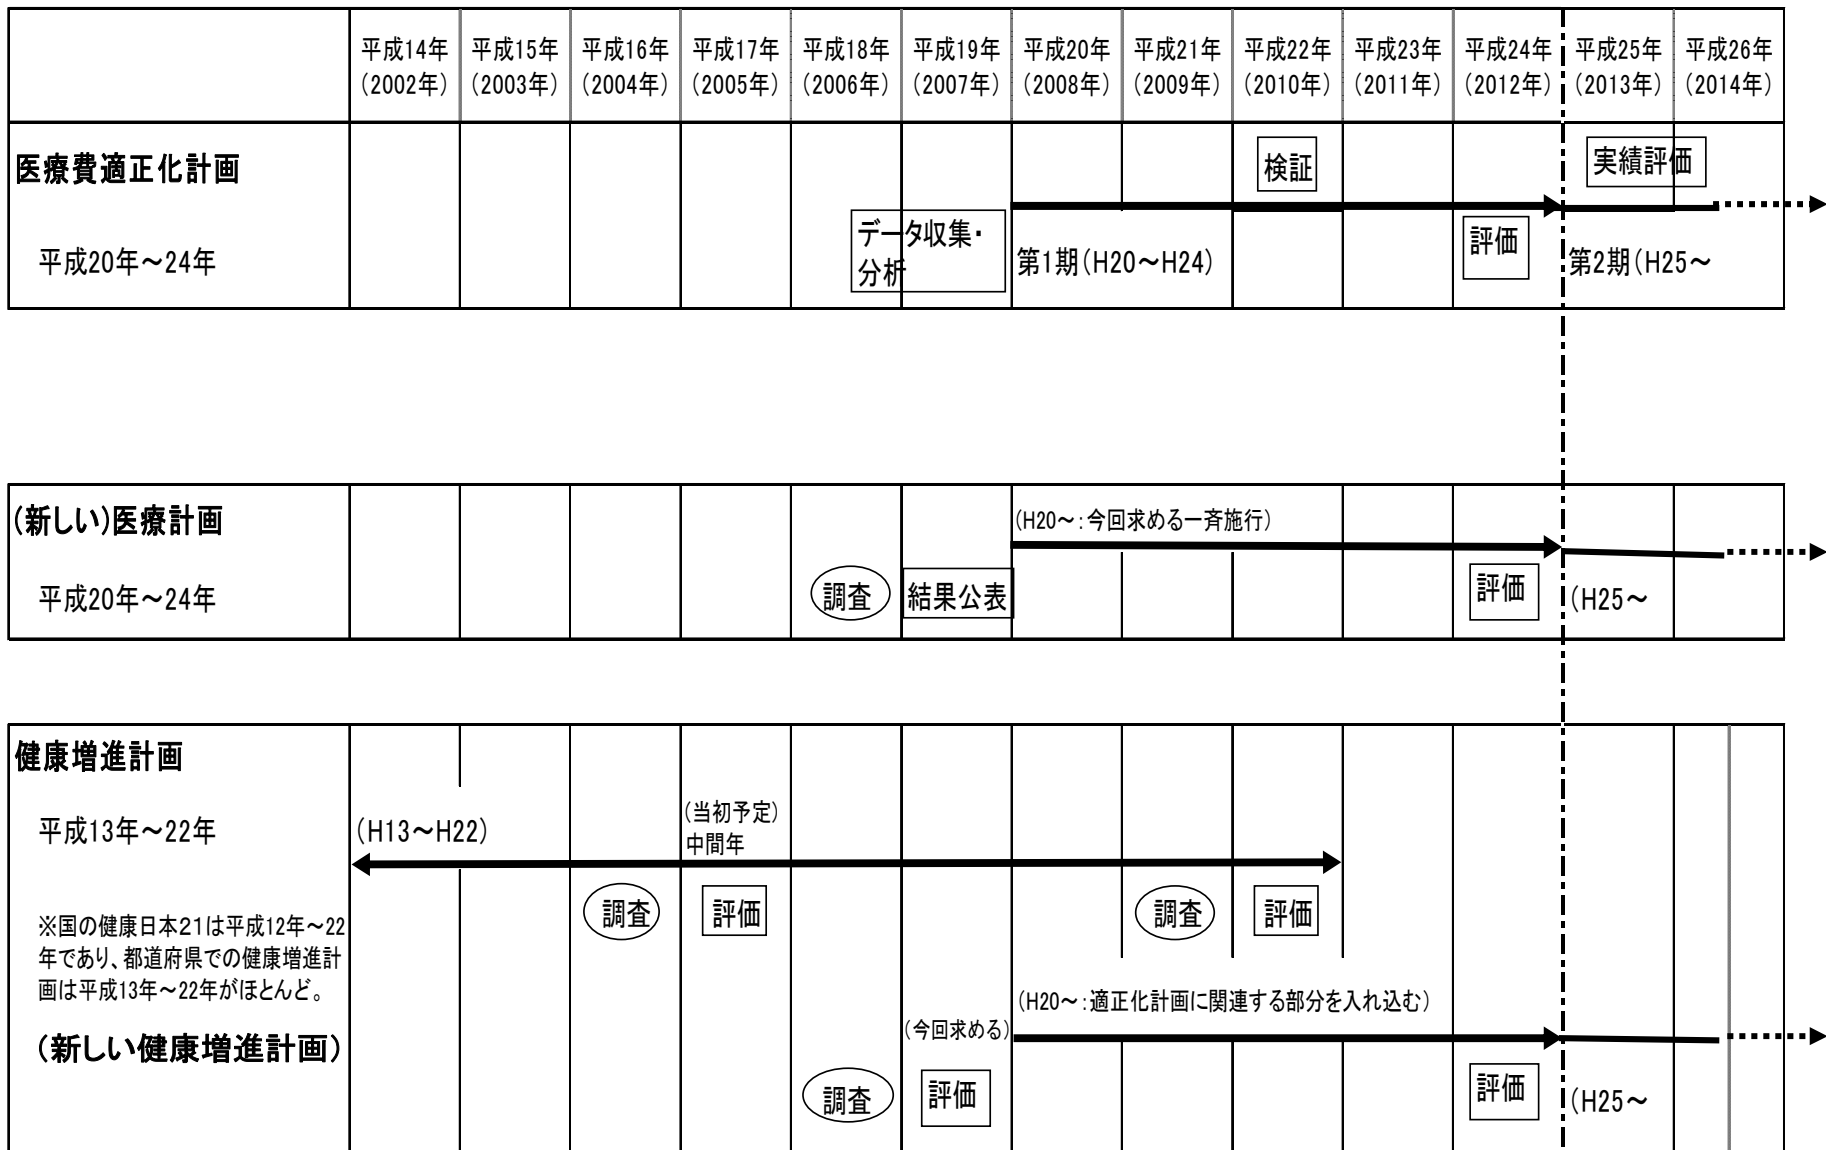 平成14年 平成15年 平成16年 平成17年 平成18年 平成19年 平成20年 平成21年 平成22年 平成23年 平成24年 平成25年 平成26年
(2002年) (2003年) (2004年) (2005年) (2006年) (2007年) (2008年) (2009年) (2010年) (2011年) (2012年) (2013年) (2014年)
医療費適正化計画
検証
実績評価
データ収集・
分析
平成20年～24年
第1期(H20～H24)
評価
第2期(H25～
(新しい)医療計画
(H20～：今回求める一斉施行)
平成20年～24年
調査
結果公表
評価
(H25～
健康増進計画
平成13年～22年
(H13～H22)
(当初予定)
中間年
調査
評価
調査
評価
※国の健康日本21は平成12年～22
年であり、都道府県での健康増進計
画は平成13年～22年がほとんど。
(新しい健康増進計画)
(今回求める)
(H20～：適正化計画に関連する部分を入れ込む)
調査
評価
評価
(H25～